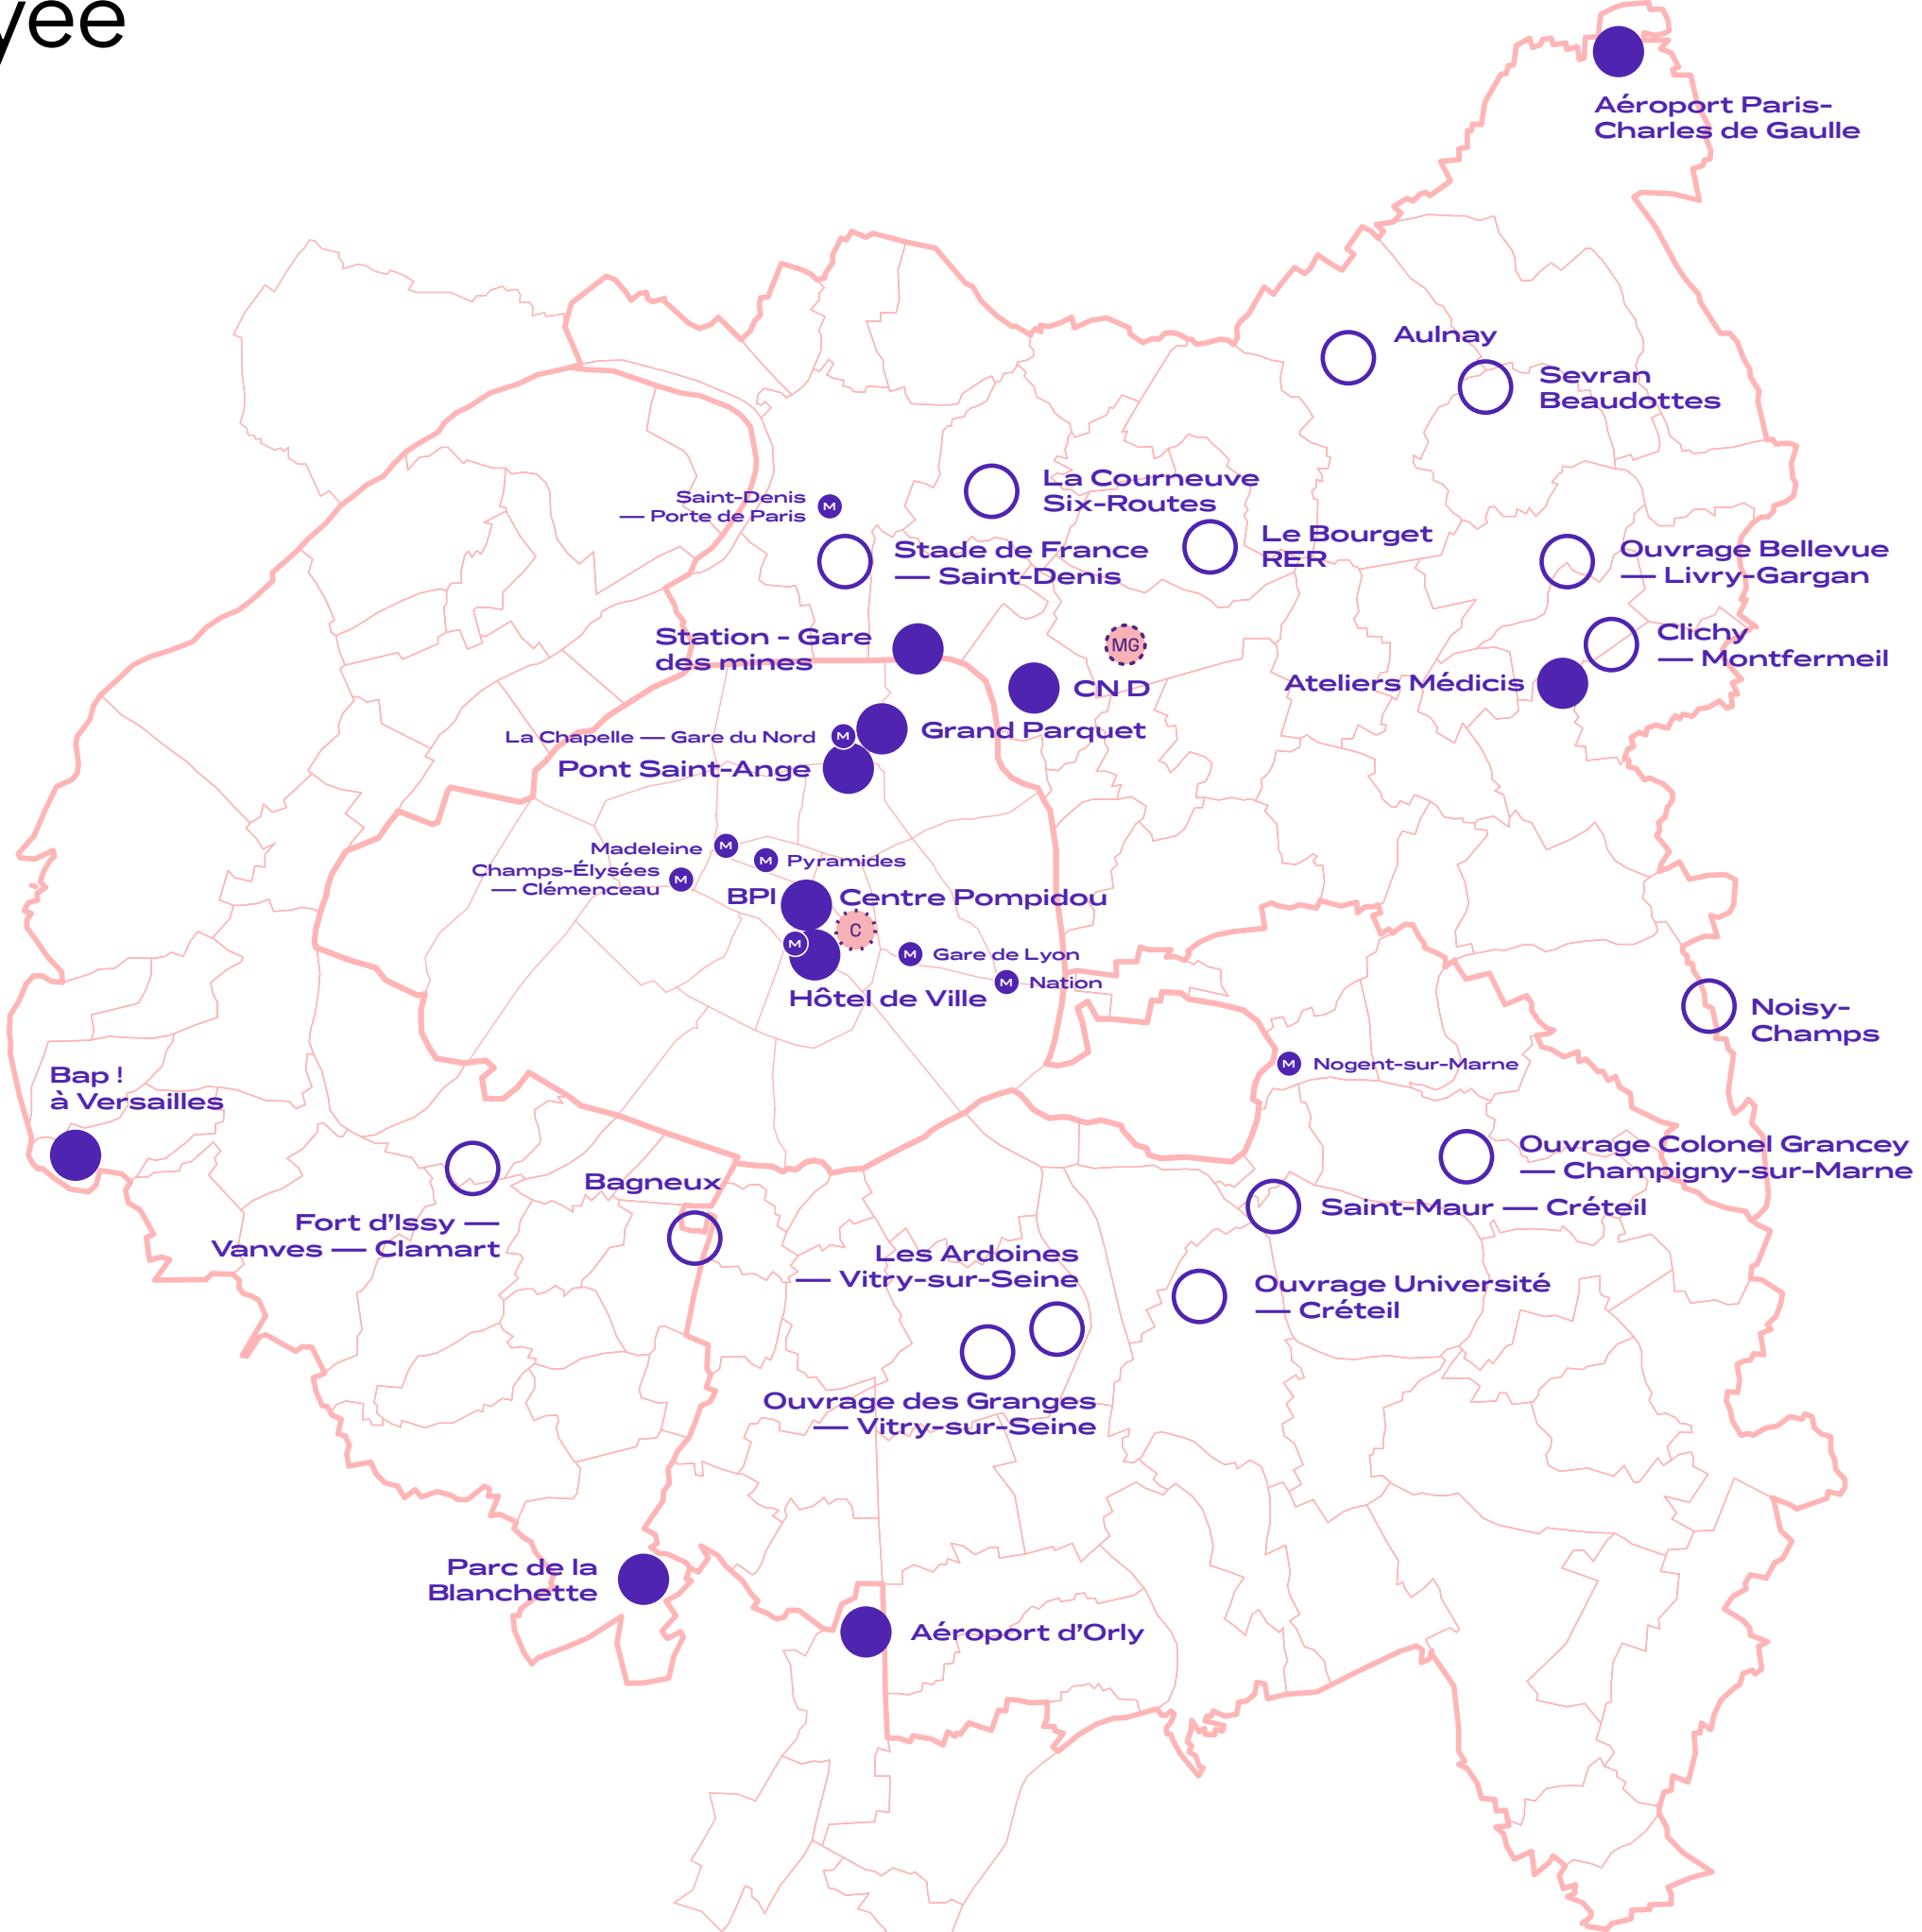 yee
Aéroport Paris-
Charles de Gaulle
Aulnay
Sevran
Beaudottes
La Courneuve
Six-Routes
Saint-Denis
— Porte de Paris
M
Le Bourget
RER
Stade de France
— Saint-Denis
Ouvrage Bellevue
— Livry-Gargan
Station - Gare
des mines
MG
Clichy
— Montfermeil
CN D
Ateliers Médicis
Grand Parquet
La Chapelle — Gare du Nord
M
Pont Saint-Ange
Madeleine
M
M
Pyramides
Champs-Élysées
— Clémenceau
M
BPI
Centre Pompidou
C
M
M
Gare de Lyon
M
Nation
Hôtel de Ville
Noisy-
Champs
M
Nogent-sur-Marne
Bap !
à Versailles
Ouvrage Colonel Grancey
— Champigny-sur-Marne
Bagneux
Saint-Maur — Créteil
Fort d’Issy —
Vanves — Clamart
Les Ardoines
— Vitry-sur-Seine
Ouvrage Université
— Créteil
Ouvrage des Granges
— Vitry-sur-Seine
Parc de la
Blanchette
Aéroport d’Orly